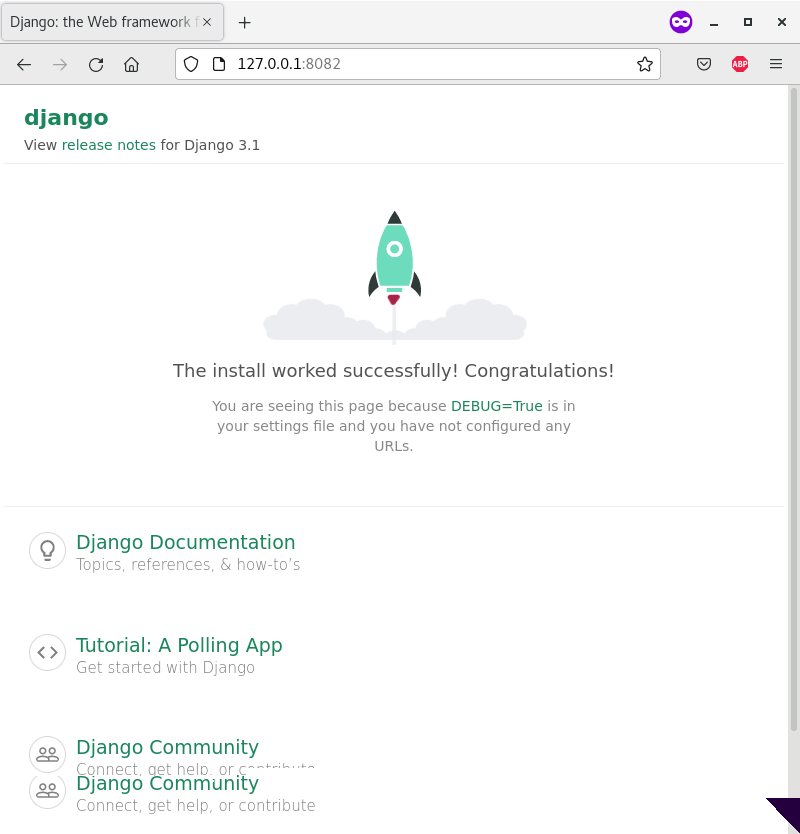 Django: the Web framework f
127.0.0.1:8082
ABP
django
View release notes for Django 3.1
The install worked successfully! Congratulations!
You are seeing this page because DEBUG=True is in
your settings file and you have not configured any
URLs.
Django Documentation
Topics, references, & how-to’s
Tutorial: A Polling App
Get started with Django
Django Community
Connect, get help, or contribute
Django Community
Connect, get help, or contribute